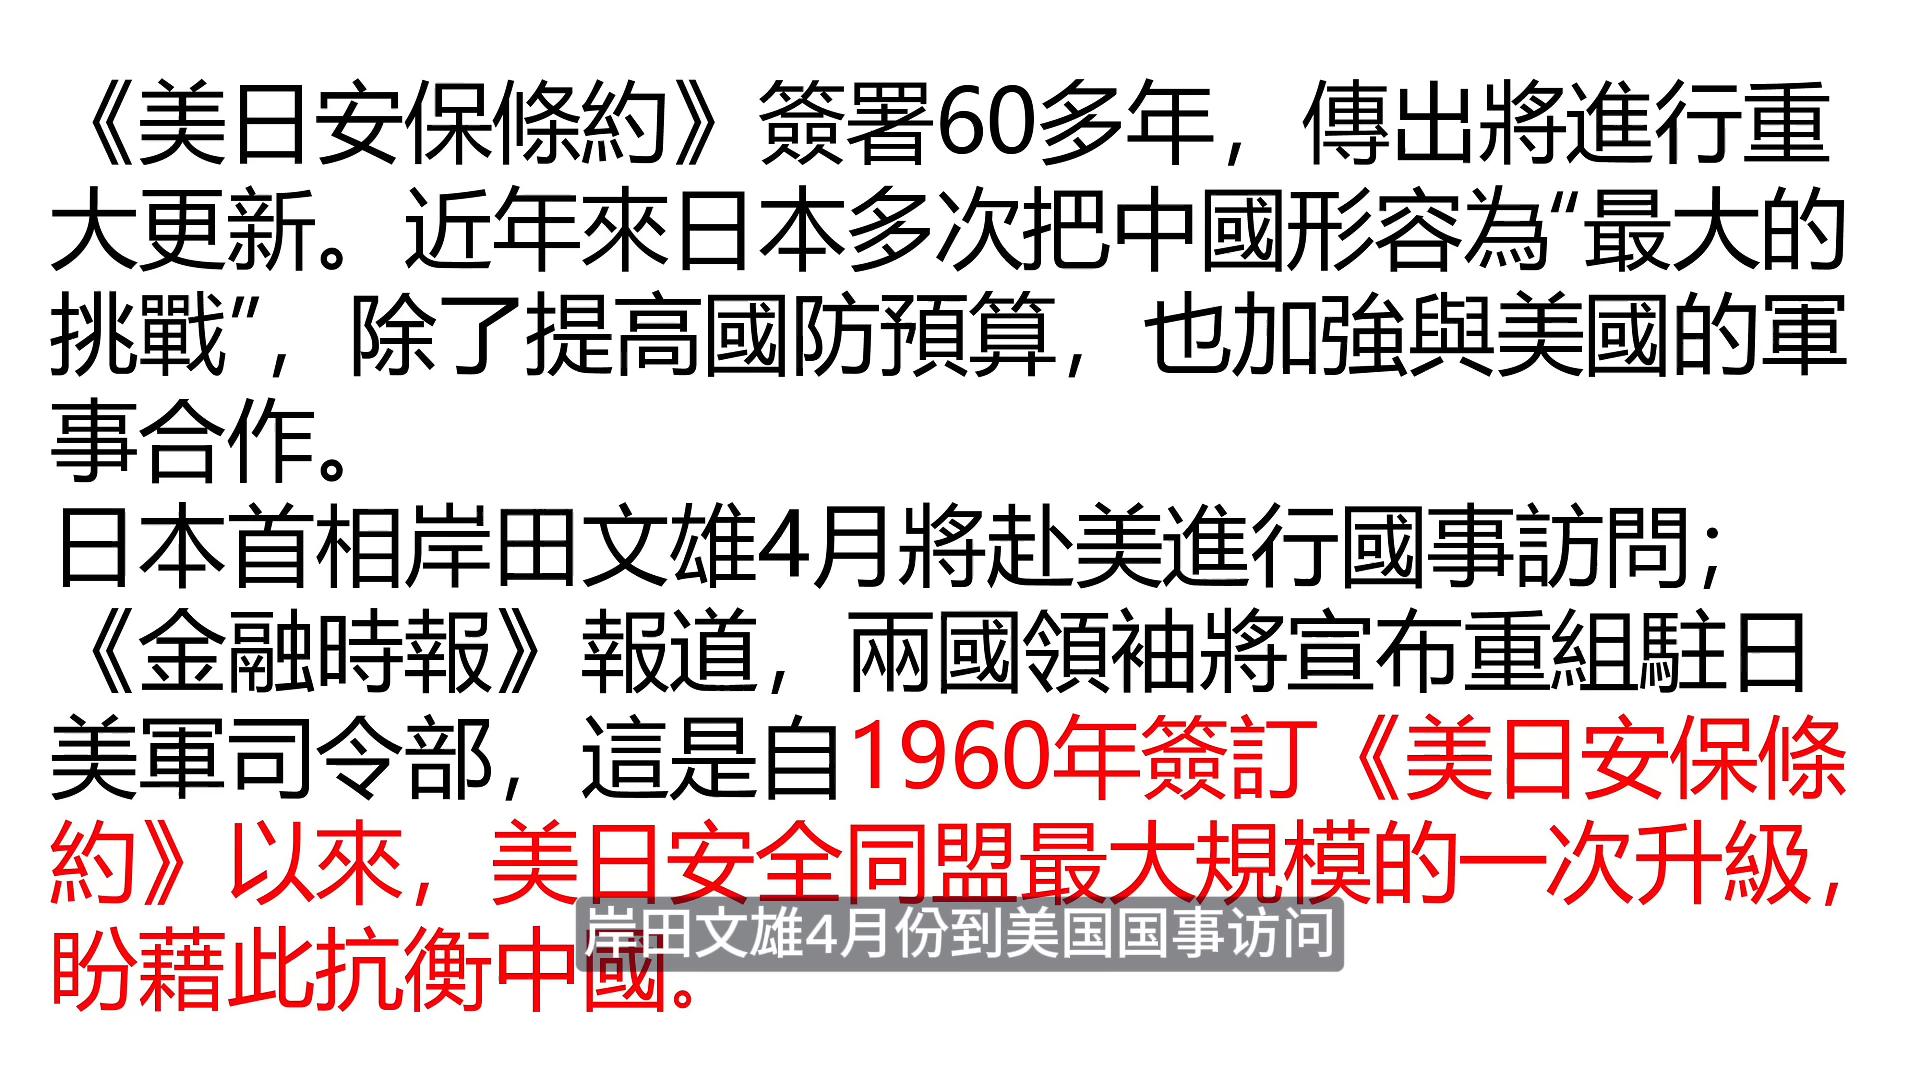 《美日安保條約》簽署60多年，傳出將進行重
大更新。近年來日本多次把中國形容為“最大的
挑戰”，除了提高國防預算，也加強與美國的軍
事合作。
日本首相岸田文雄4月將赴美進行國事訪問；
《金融時報》報道，兩國領袖將宣布重組駐日
美軍司令部，這是自1960年簽訂《美日安保條
約》以來，美日安全同盟最大規模的一次升級，
盼藉此抗衡中國。
岸田文雄4月份到美国国事访问